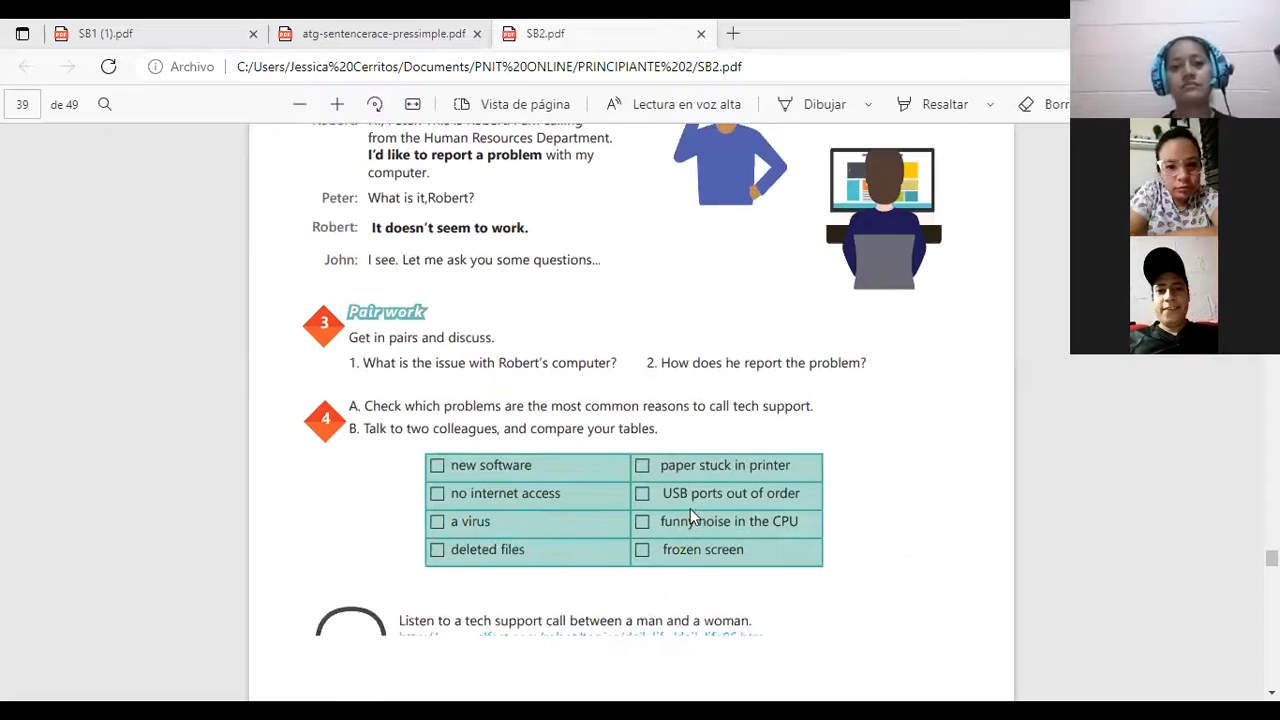 SB1 (1).pdf
atg-sentencerace-pressimple.pdf
SB2.pdf
Archivo
C:/Users/Jessica%20Cerritos/Documents/PNIT%20ONLINE/PRINCIPIANTE%202/SB2.pdf
39 de 49
Vista de página
Lectura en voz alta
Dibujar
Resaltar
from the Human Resources Department.
I'd like to report a problem with my
computer.
Peter: What is it,Robert?
Robert: It doesn't seem to work.
John: I see. Let me ask you some questions...
3 Pair work
Get in pairs and discuss.
1. What is the issue with Robert's computer? 2. How does he report the problem?
4 A. Check which problems are the most common reasons to call tech support.
B. Talk to two colleagues, and compare your tables.
new software paper stuck in printer
no internet access USB ports out of order
a virus funny noise in the CPU
deleted files frozen screen
Listen to a tech support call between a man and a woman.